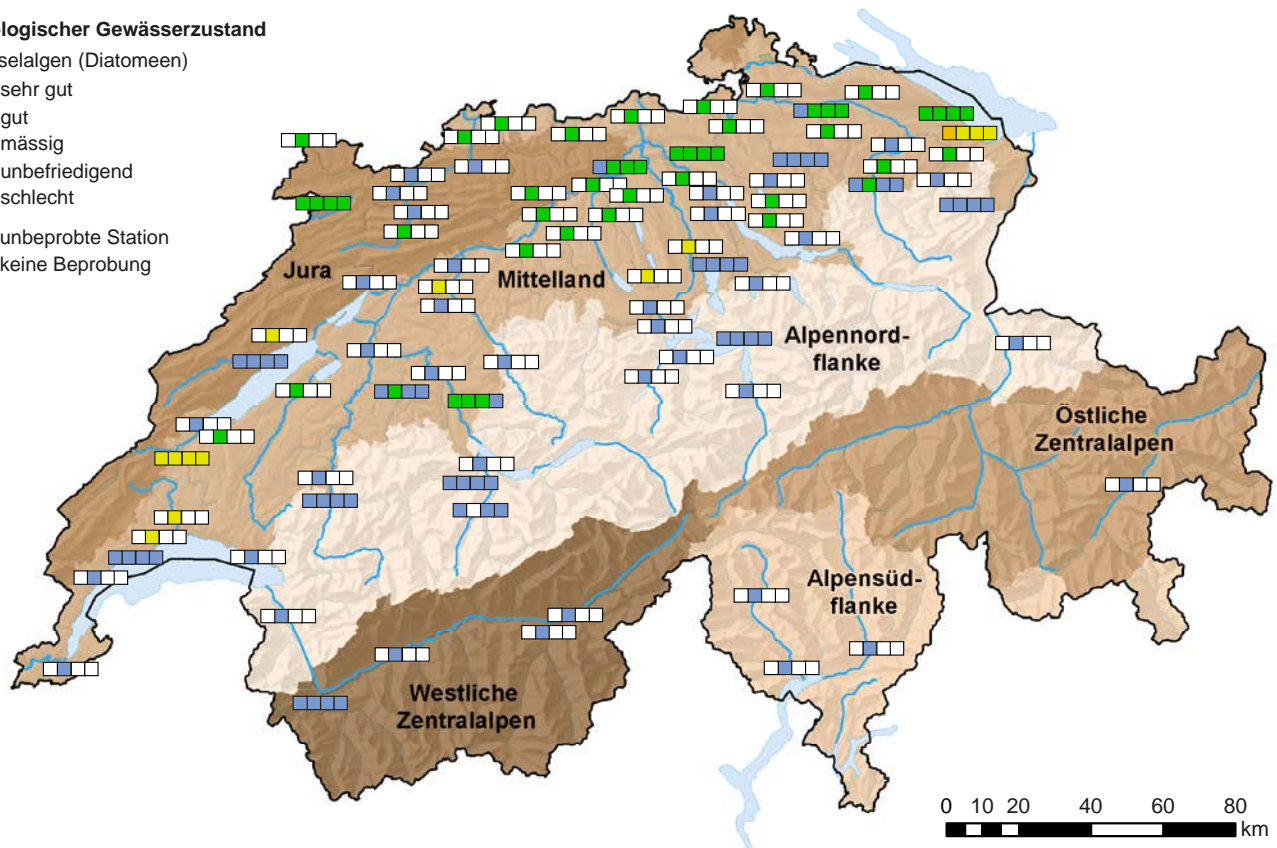 ologischer Gewässerzustand
selalgen (Diatomeen)
sehr gut
gut
mässig
unbefriedigend
schlecht
unbeprobte Station
keine Beprobung
Jura
Mittelland
Alpennord-
flanke
Östliche
Zentralalpen
Alpensüd-
flanke
Westliche
Zentralalpen
0 10 20 40 60 80
km